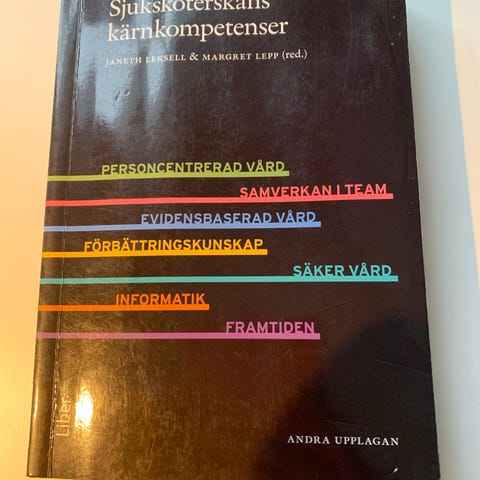 Sjuksköterskans
kärnkompetenser
JANETH LEKSELL & MARGRET LEPP (red.)
PERSONCENTRERAD VÅRD
SAMVERKAN I TEAM
EVIDENSBASERAD VÅRD
FÖRBÄTTRINGSKUNSKAP
SÄKER VÅRD
INFORMATIK
FRAMTIDEN
Liber
ANDRA UPPLAGAN